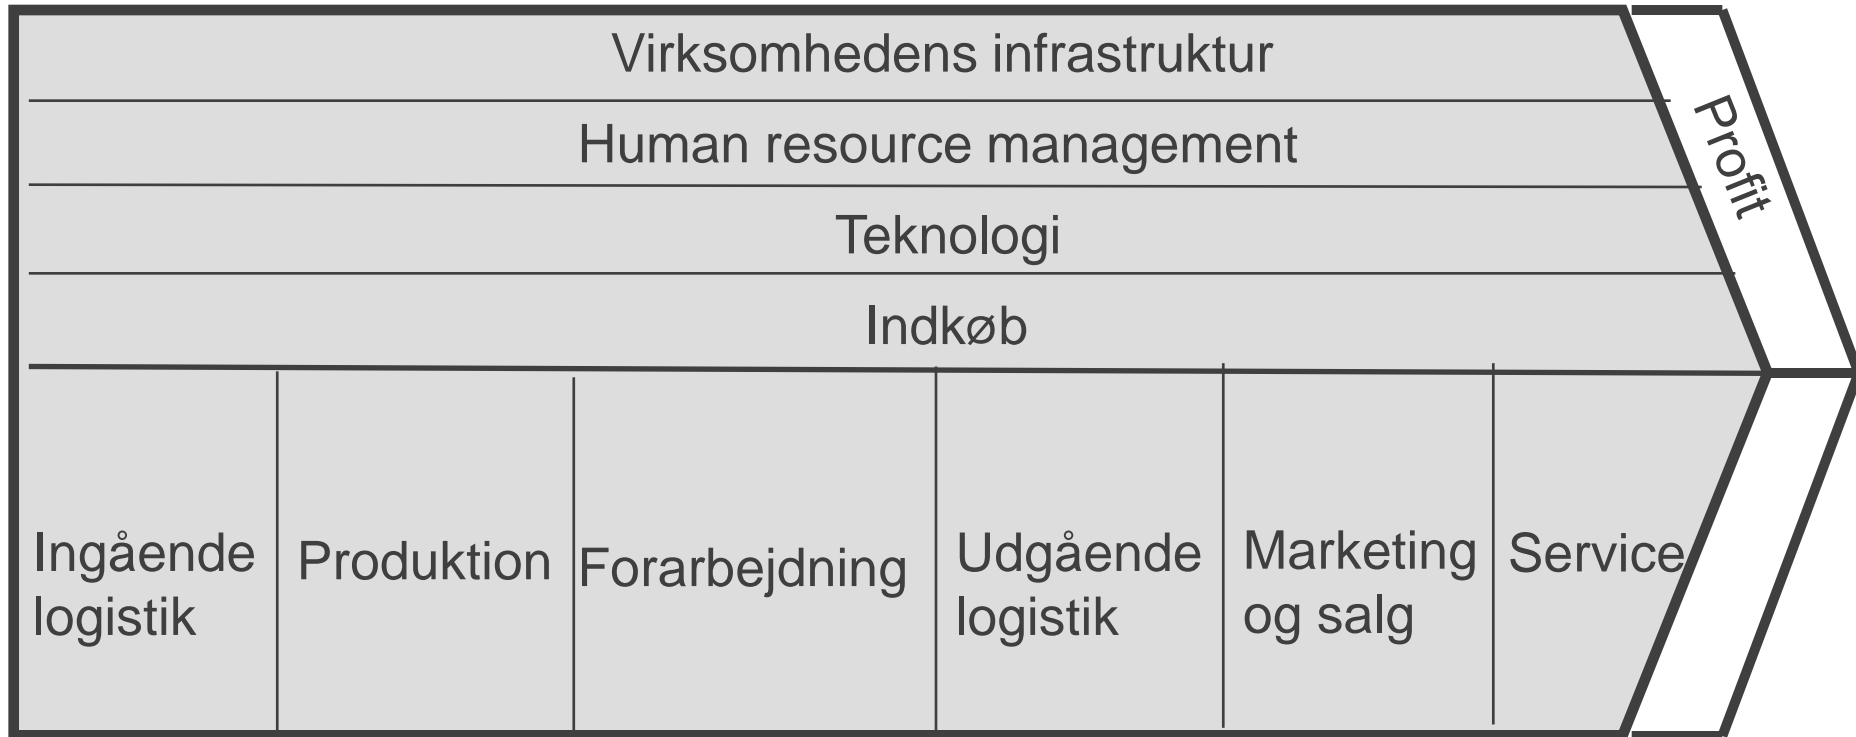 Virksomhedens infrastruktur
Human resource management
Teknologi
Indkøb
Profit
Ingående
logistik
Produktion
Forarbejdning
Udgående
logistik
Marketing
og salg
Service